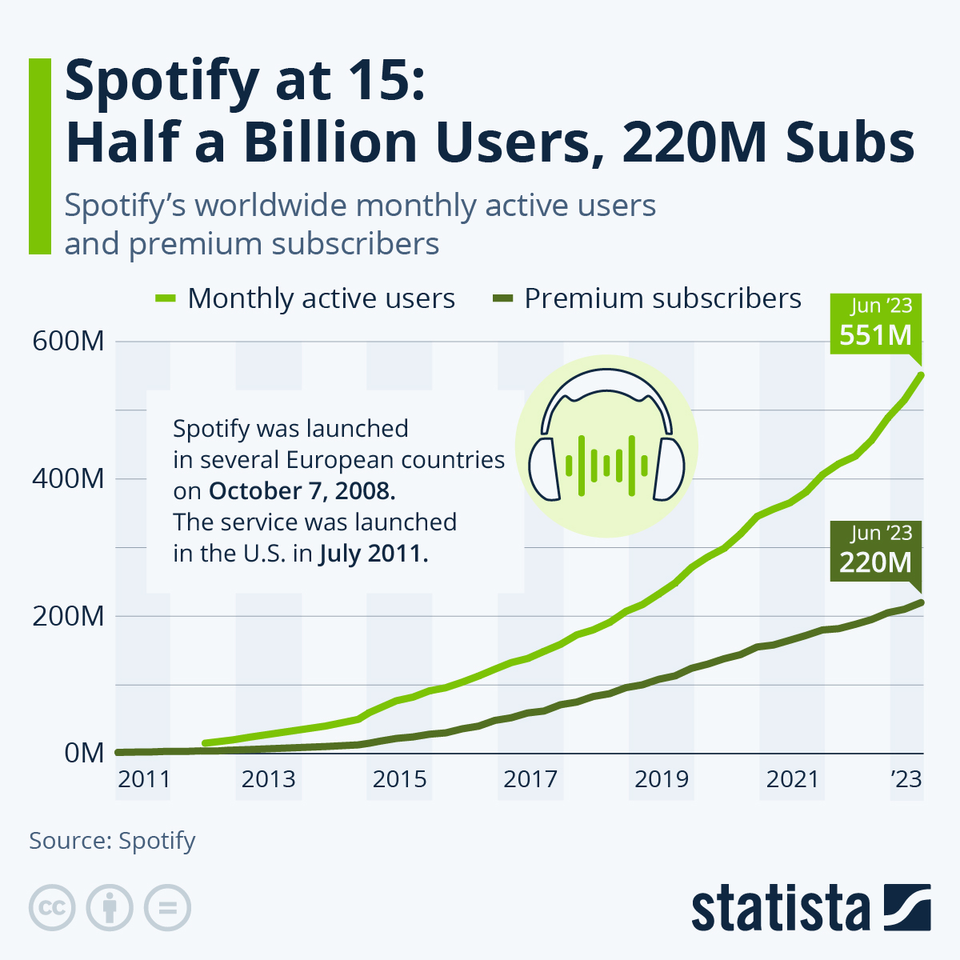 Spotify at 15:
Half a Billion Users, 220M Subs
Spotify’s worldwide monthly active users
and premium subscribers
Monthly active users
Premium subscribers
Jun ’23
551M
600M
Spotify was launched
in several European countries
on October 7, 2008.
The service was launched
in the U.S. in July 2011.
400M
Jun ’23
220M
200M
0M
2011 2013 2015 2017 2019 2021 ’23
Source: Spotify
cc
statista